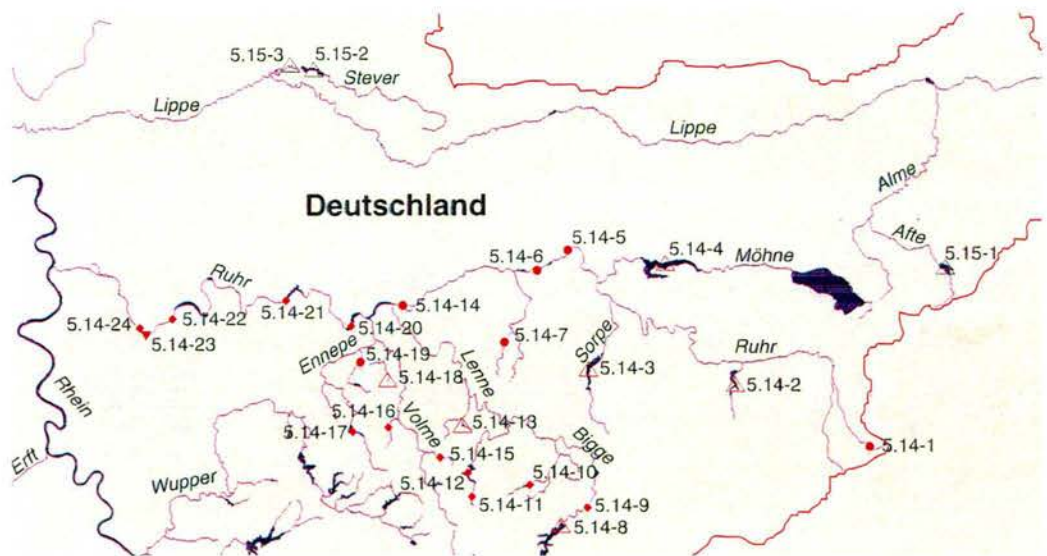 5.15-3
5.15-2
Stever
Lippe
Lippe
Alme
Deutschland
Afte
5.15-1
5.14-5
5.14-4
5.14-6
Möhne
Ruhr
5.14-14
5.14-21
5.14-22
5.14-24
5.14-23
5.14-20
Ennepe
5.14-7
Sorpe
Ruhr
5.14-19
Lenne
5.14-18
5.14-3
5.14-2
Rhein
5.14-16
Volme
5.14-13
5.14-17
Bigge
5.14-1
Erft
Wupper
5.14-15
5.14-12
5.14-10
5.14-11
5.14-9
5.14-8